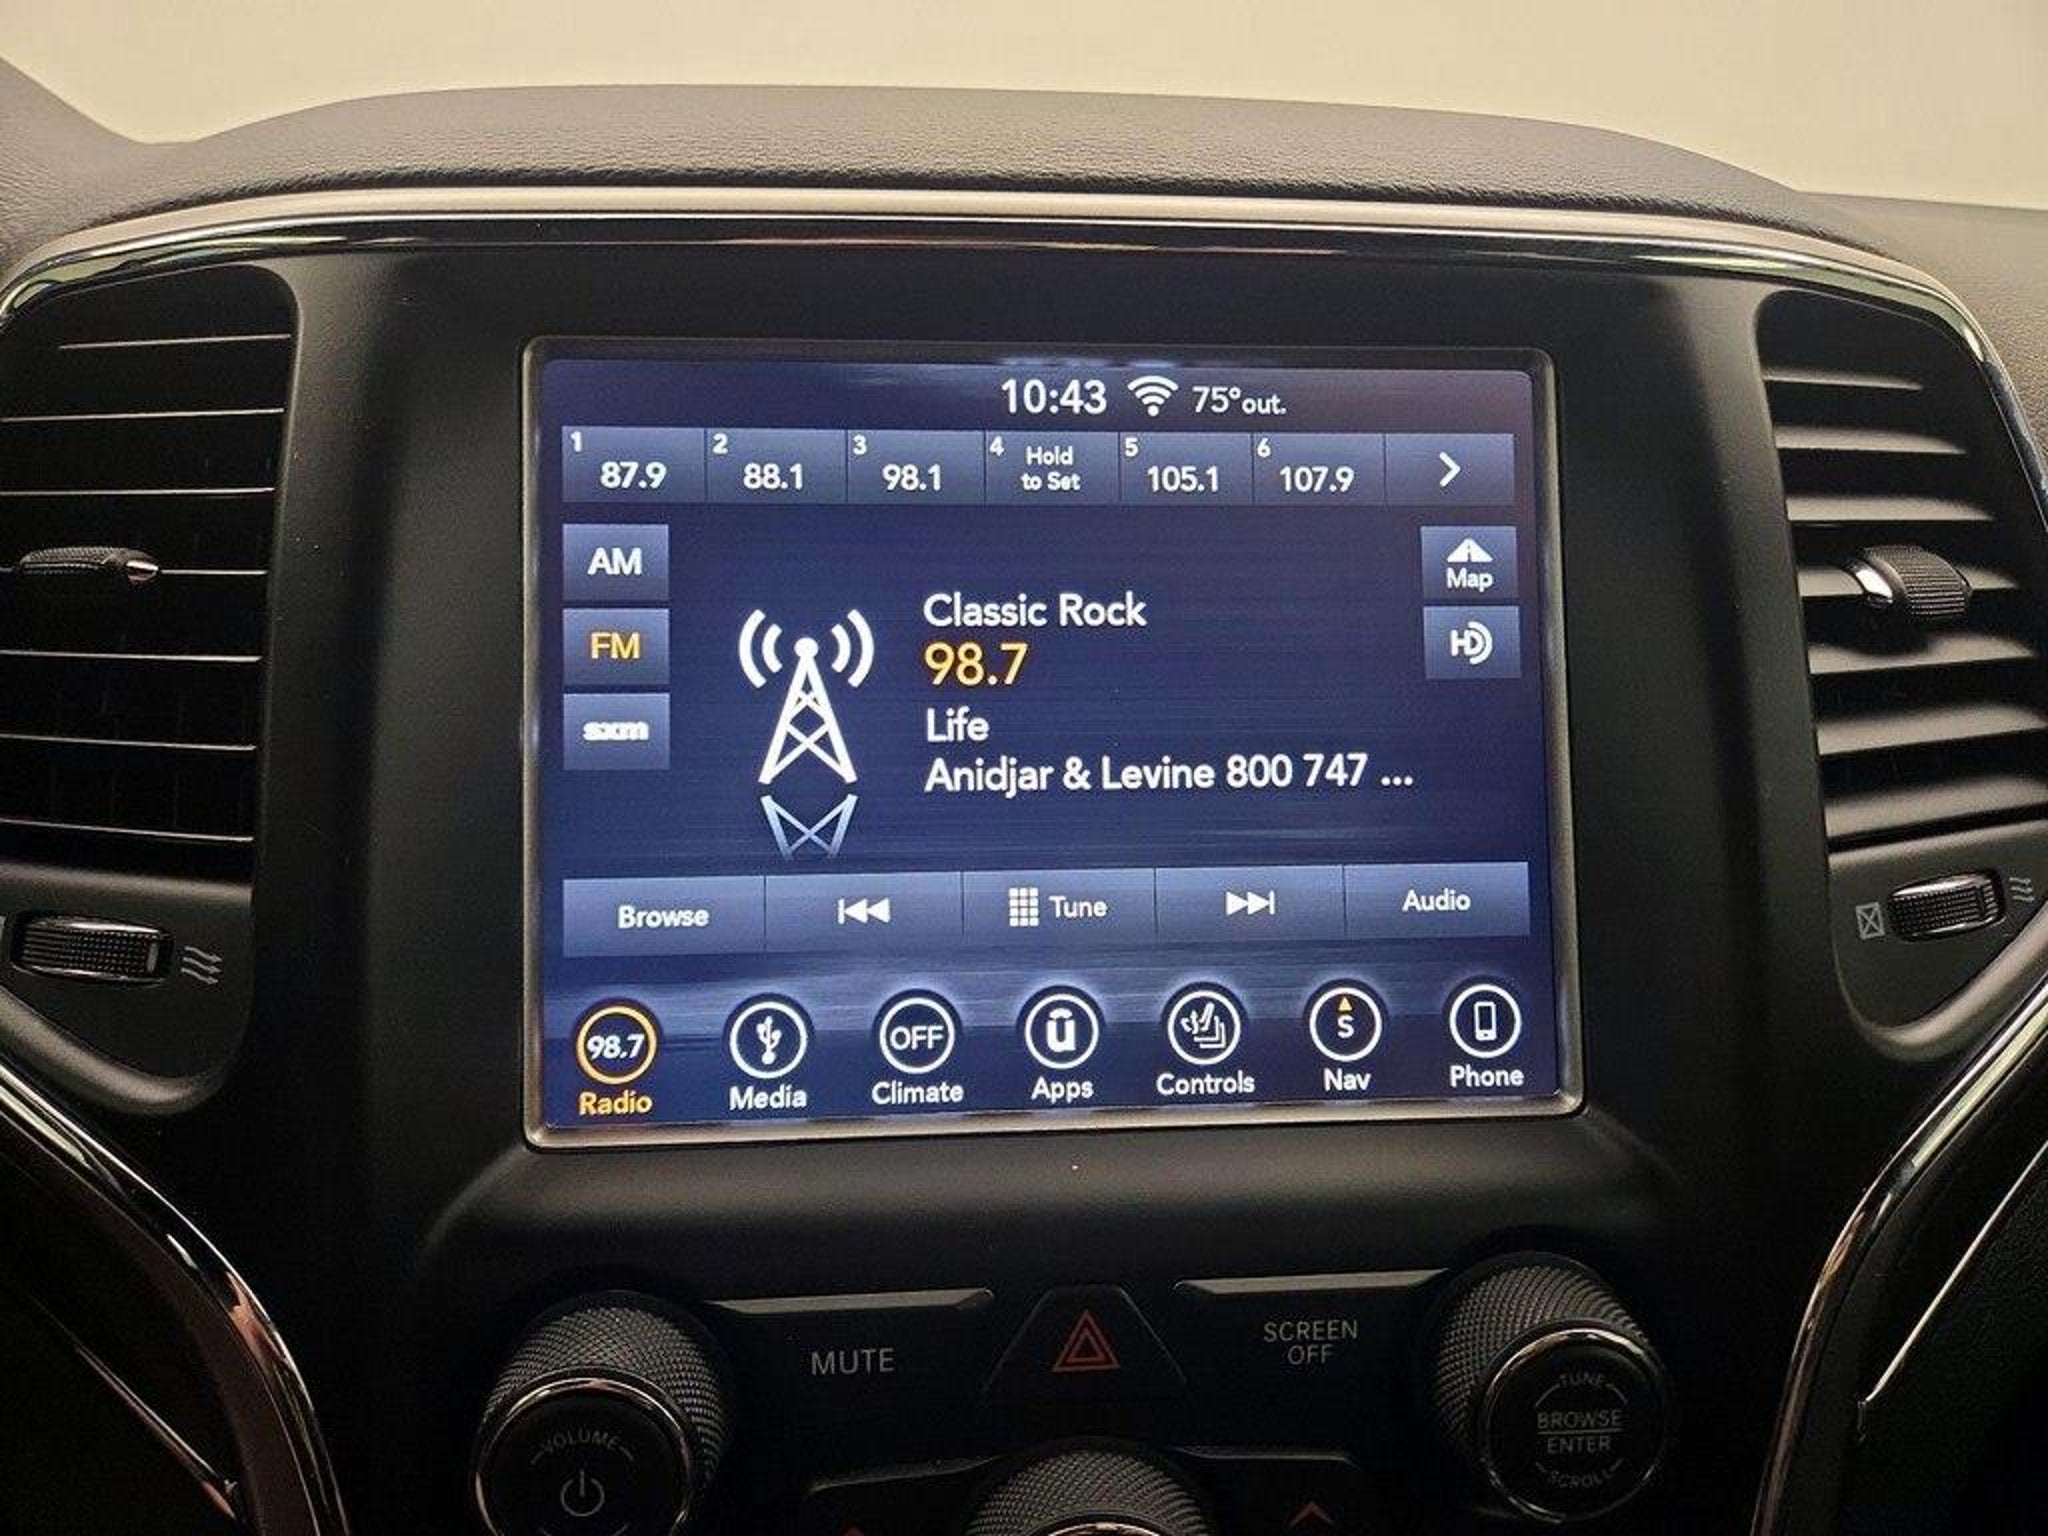 10:43 75°out.
1 87.9 2 88.1 3 98.1 4 Hold to Set 5 105.1 6 107.9
AM
Map
FM
HD
sxm
Classic Rock
98.7
Life
Anidjar & Levine 800 747 ...
Browse Tune Audio
98.7 OFF S
Radio Media Climate Apps Controls Nav Phone
MUTE
SCREEN
OFF
VOLUME
TUNE
BROWSE
ENTER
SCROLL